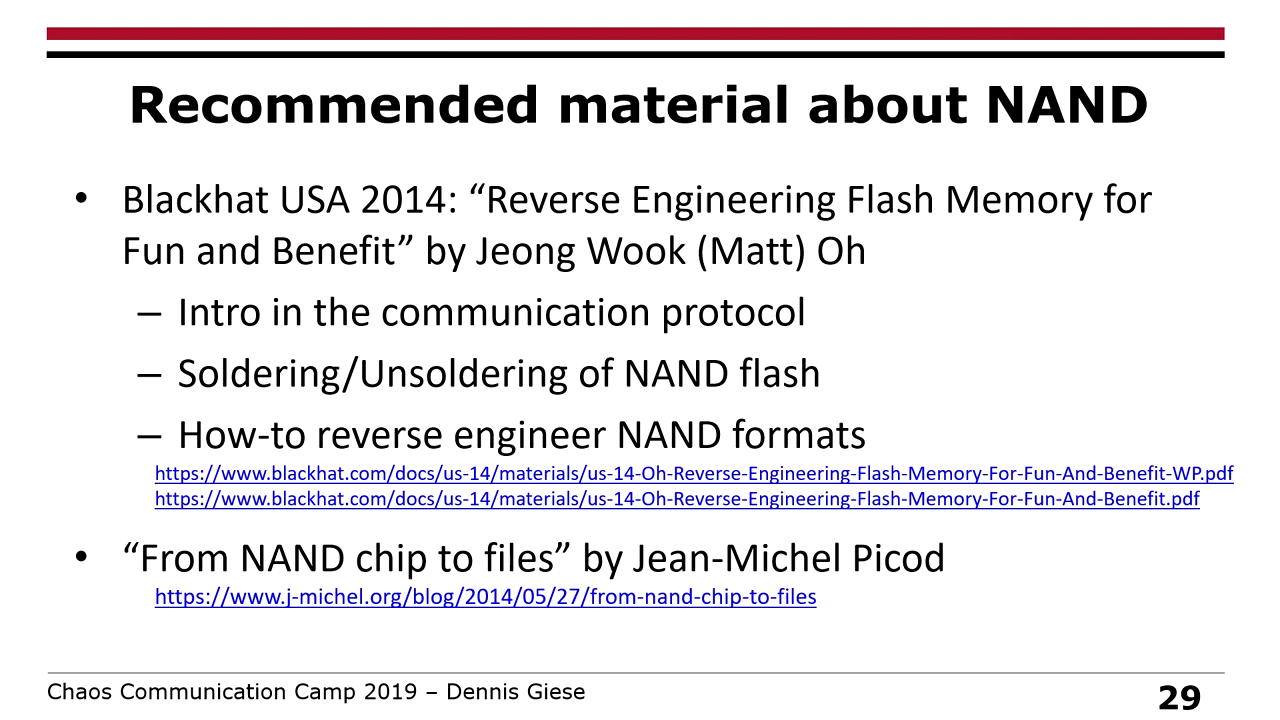 Recommended material about NAND
• Blackhat USA 2014: “Reverse Engineering Flash Memory for
Fun and Benefit” by Jeong Wook (Matt) Oh
– Intro in the communication protocol
– Soldering/Unsoldering of NAND flash
– How-to reverse engineer NAND formats
https://www.blackhat.com/docs/us-14/materials/us-14-Oh-Reverse-Engineering-Flash-Memory-For-Fun-And-Benefit-WP.pdf
https://www.blackhat.com/docs/us-14/materials/us-14-Oh-Reverse-Engineering-Flash-Memory-For-Fun-And-Benefit.pdf
• “From NAND chip to files” by Jean-Michel Picod
https://www.j-michel.org/blog/2014/05/27/from-nand-chip-to-files
Chaos Communication Camp 2019 – Dennis Giese
29